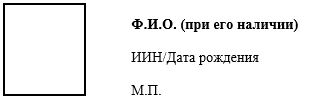 Ф.И.О. (при его наличии)
ИИН/Дата рождения
М.П.